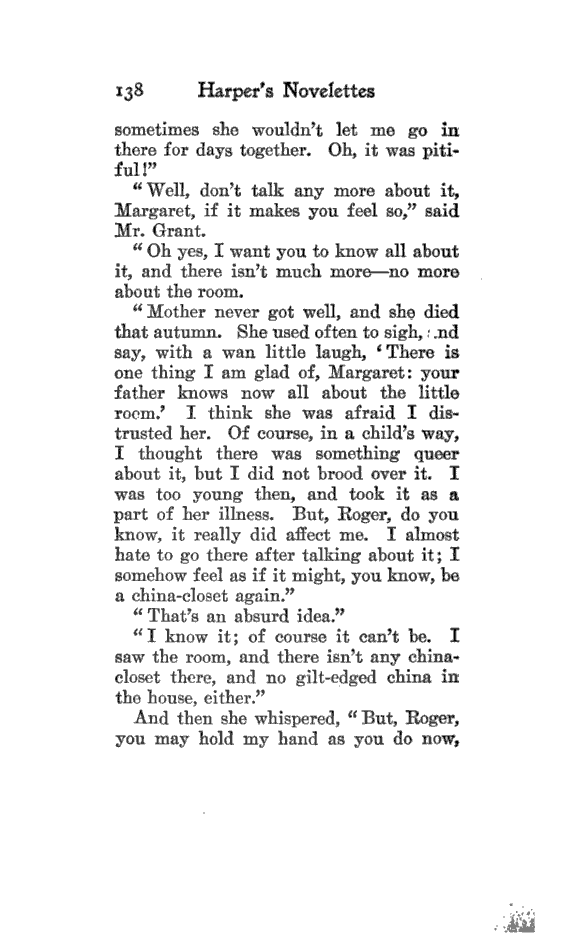 138 Harper's Novelettes
sometimes she wouldn't let me go in
there for days together. Oh, it was piti-
ful!”
“Well, don't talk any more about it,
Margaret, if it makes you feel so,” said
Mr. Grant.
“Oh yes, I want you to know all about
it, and there isn't much more—no more
about the room.
“Mother never got well, and she died
that autumn. She used often to sigh, :.nd
say, with a wan little laugh, ‘There is
one thing I am glad of, Margaret: your
father knows now all about the little
room.’ I think she was afraid I dis-
trusted her. Of course, in a child's way,
I thought there was something queer
about it, but I did not brood over it. I
was too young then, and took it as a
part of her illness. But, Roger, do you
know, it really did affect me. I almost
hate to go there after talking about it; I
somehow feel as if it might, you know, be
a china-closet again.”
“That's an absurd idea.”
“I know it; of course it can't be. I
saw the room, and there isn't any china-
closet there, and no gilt-edged china in
the house, either.”
And then she whispered, “But, Roger,
you may hold my hand as you do now,